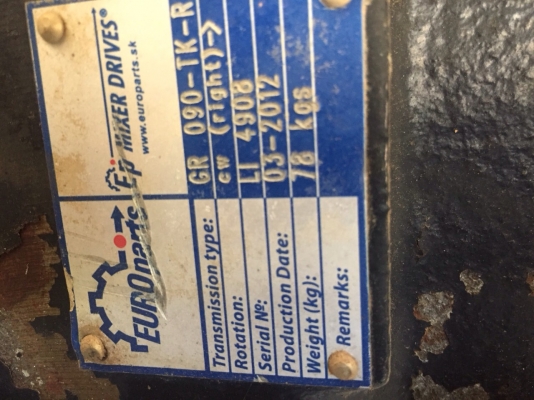 EUROparts
Ep MIXER DRIVES®
www.europarts.sk
Transmission type: GR 090-TK-R
Rotation: cw (right)->
Serial №: LI 4908
Production Date: 03-2012
Weight (kg): 78 kgs
Remarks: